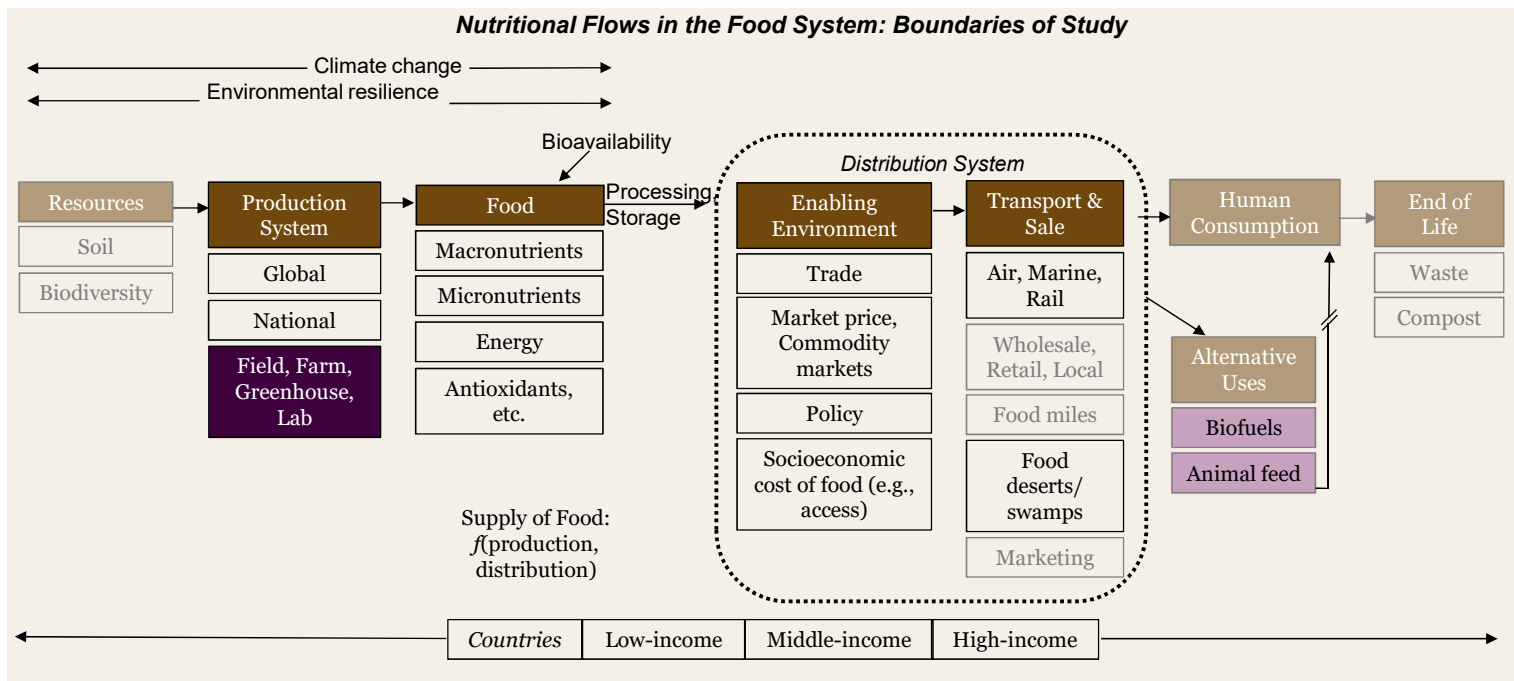 Nutritional Flows in the Food System: Boundaries of Study
Climate change
Environmental resilience
Bioavailability
Resources
Soil
Biodiversity
Production
System
Global
National
Field, Farm,
Greenhouse,
Lab
Food
Macronutrients
Micronutrients
Energy
Antioxidants,
etc.
Processing,
Storage
Supply of Food:
f(production,
distribution)
Distribution System
Enabling
Environment
Trade
Market price,
Commodity
markets
Policy
Socioeconomic
cost of food (e.g.,
access)
Transport &
Sale
Air, Marine,
Rail
Wholesale,
Retail, Local
Food miles
Food
deserts/
swamps
Marketing
Human
Consumption
Alternative
Uses
Biofuels
Animal feed
End of
Life
Waste
Compost
Countries
Low-income
Middle-income
High-income